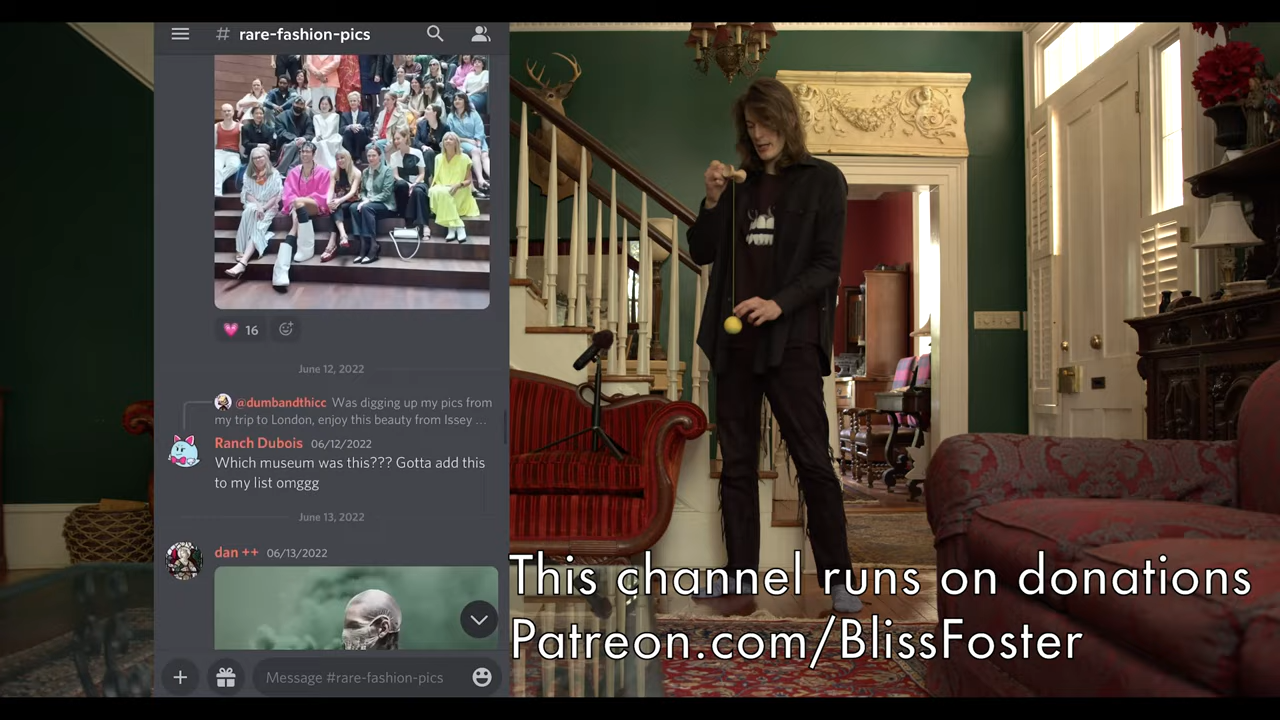 # rare-fashion-pics
16
June 12, 2022
@dumbandthicc Was digging up my pics from
my trip to London, enjoy this beauty from Issey ...
Ranch Dubois 06/12/2022
Which museum was this??? Gotta add this
to my list omggg
June 13, 2022
dan ++ 06/13/2022
Message #rare-fashion-pics
This channel runs on donations
Patreon.com/BlissFoster